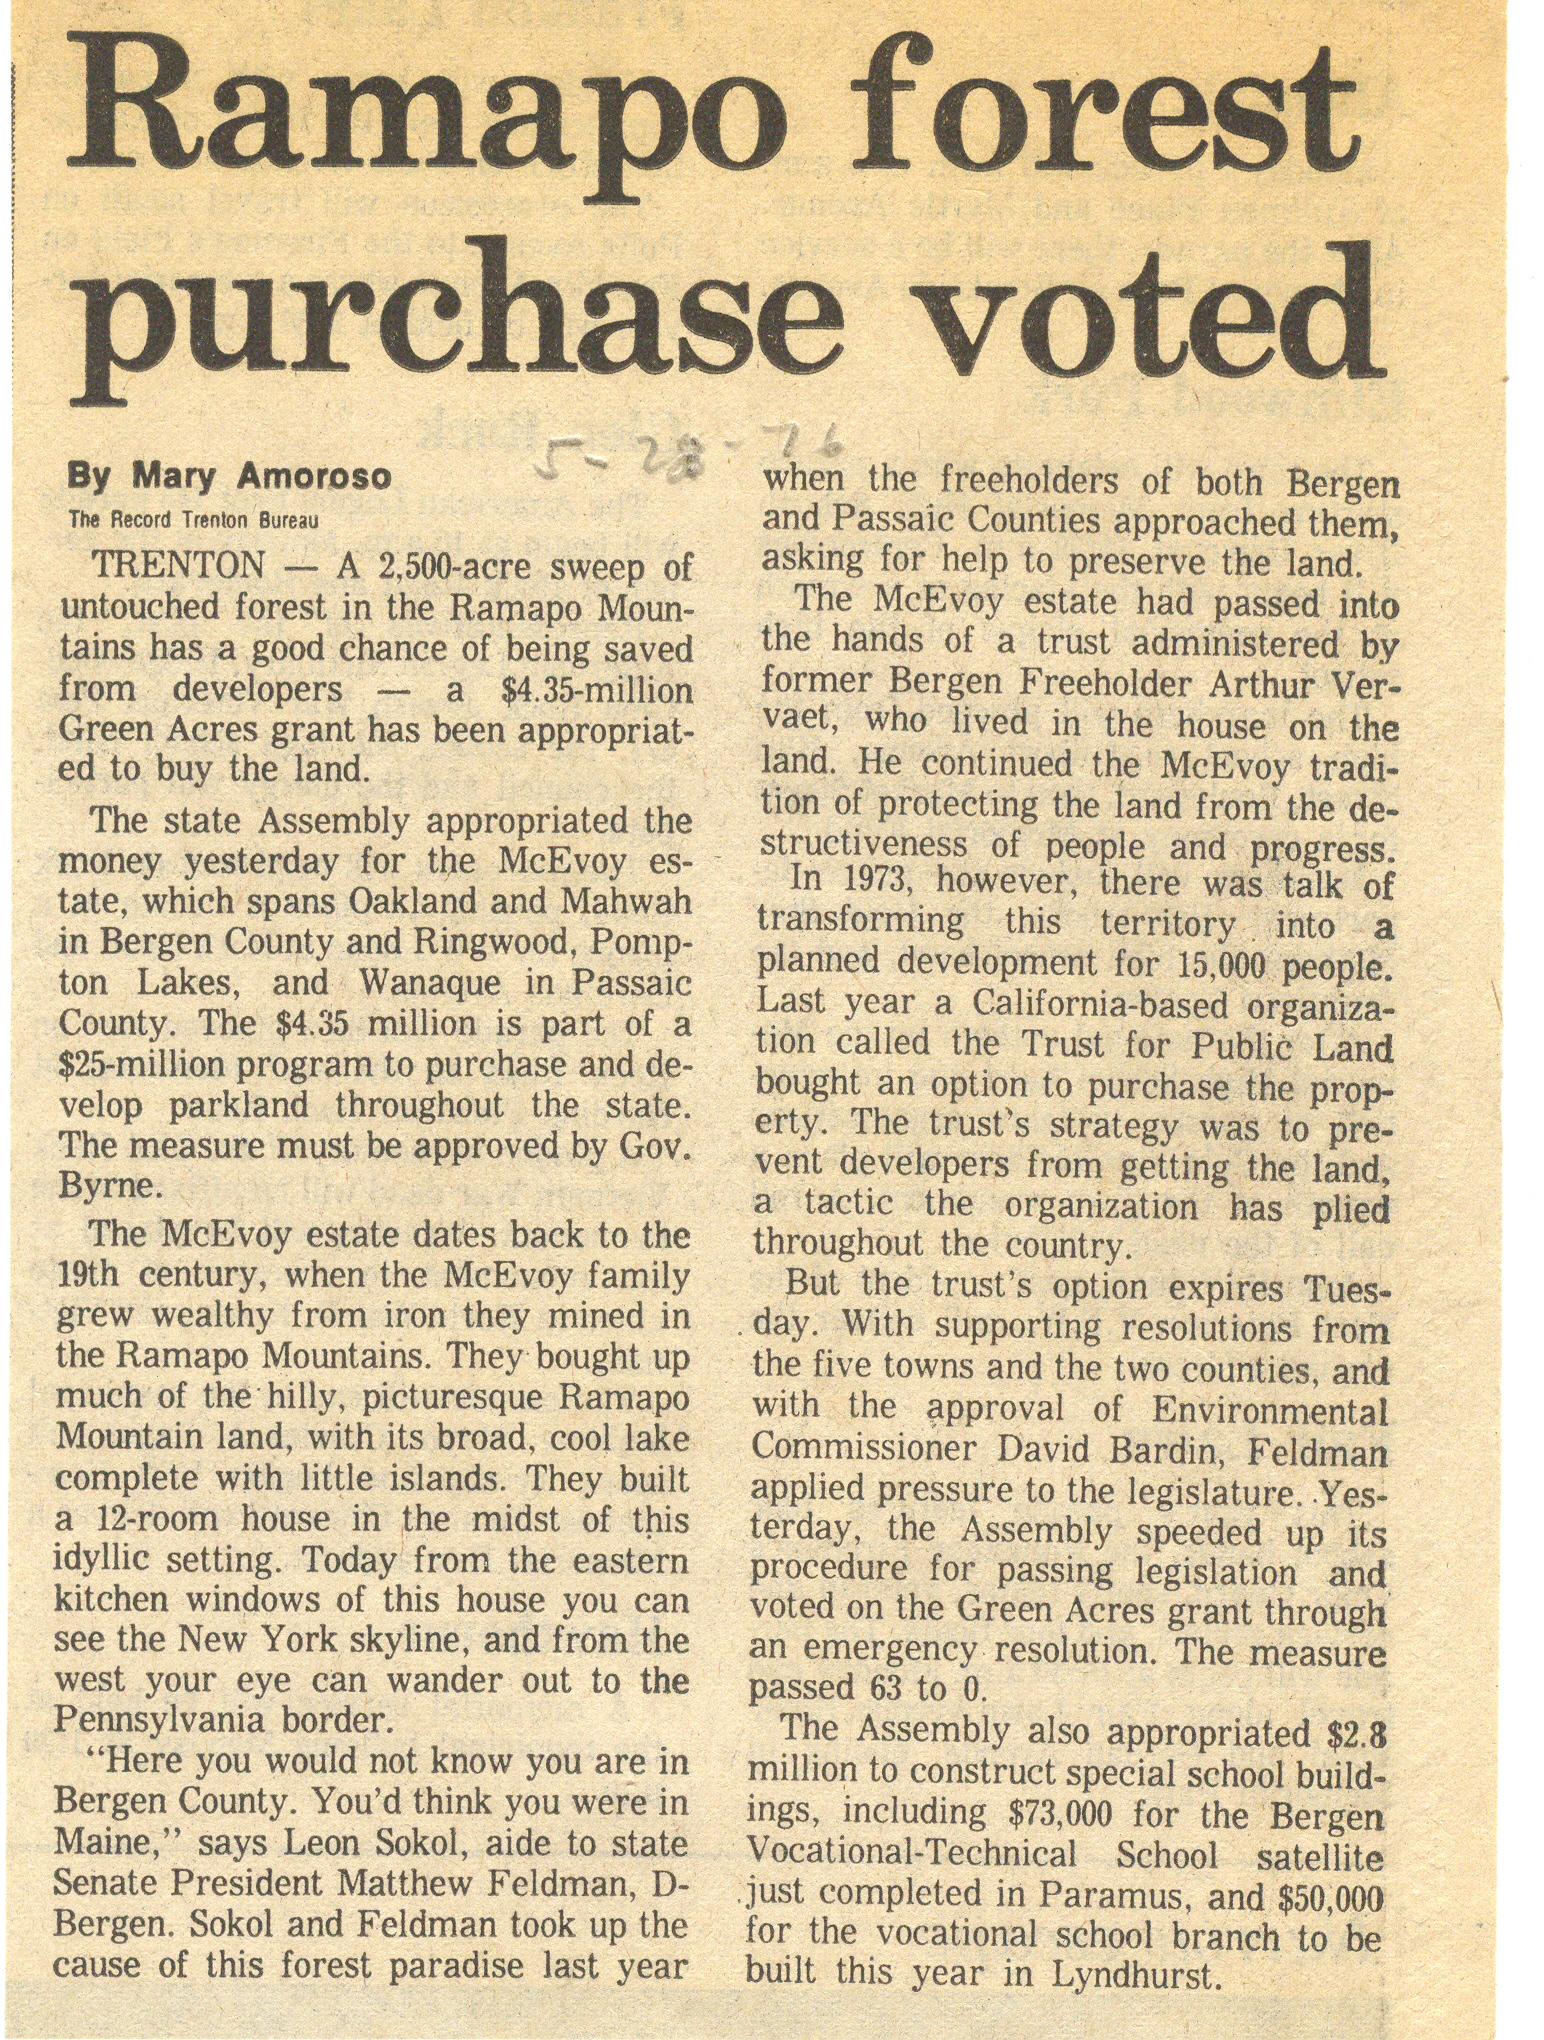 Ramapo forest
purchase voted
5-28-76
By Mary Amoroso
The Record Trenton Bureau
TRENTON — A 2,500-acre sweep of
untouched forest in the Ramapo Moun-
tains has a good chance of being saved
from developers — a $4.35-million
Green Acres grant has been appropriat-
ed to buy the land.
The state Assembly appropriated the
money yesterday for the McEvoy es-
tate, which spans Oakland and Mahwah
in Bergen County and Ringwood, Pomp-
ton Lakes, and Wanaque in Passaic
County. The $4.35 million is part of a
$25-million program to purchase and de-
velop parkland throughout the state.
The measure must be approved by Gov.
Byrne.
The McEvoy estate dates back to the
19th century, when the McEvoy family
grew wealthy from iron they mined in
the Ramapo Mountains. They bought up
much of the hilly, picturesque Ramapo
Mountain land, with its broad, cool lake
complete with little islands. They built
a 12-room house in the midst of this
idyllic setting. Today from the eastern
kitchen windows of this house you can
see the New York skyline, and from the
west your eye can wander out to the
Pennsylvania border.
“Here you would not know you are in
Bergen County. You’d think you were in
Maine,” says Leon Sokol, aide to state
Senate President Matthew Feldman, D-
Bergen. Sokol and Feldman took up the
cause of this forest paradise last year
when the freeholders of both Bergen
and Passaic Counties approached them,
asking for help to preserve the land.
The McEvoy estate had passed into
the hands of a trust administered by
former Bergen Freeholder Arthur Ver-
vaet, who lived in the house on the
land. He continued the McEvoy tradi-
tion of protecting the land from the de-
structiveness of people and progress.
In 1973, however, there was talk of
transforming this territory into a
planned development for 15,000 people.
Last year a California-based organiza-
tion called the Trust for Public Land
bought an option to purchase the prop-
erty. The trust’s strategy was to pre-
vent developers from getting the land,
a tactic the organization has plied
throughout the country.
But the trust’s option expires Tues-
day. With supporting resolutions from
the five towns and the two counties, and
with the approval of Environmental
Commissioner David Bardin, Feldman
applied pressure to the legislature. Yes-
terday, the Assembly speeded up its
procedure for passing legislation and
voted on the Green Acres grant through
an emergency resolution. The measure
passed 63 to 0.
The Assembly also appropriated $2.8
million to construct special school build-
ings, including $73,000 for the Bergen
Vocational-Technical School satellite
just completed in Paramus, and $50,000
for the vocational school branch to be
built this year in Lyndhurst.